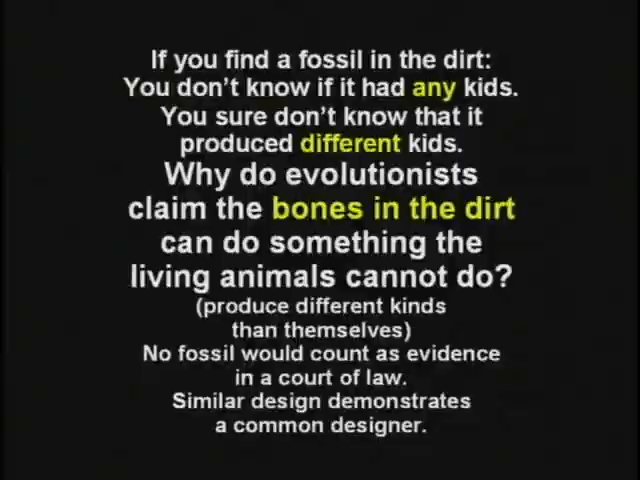 If you find a fossil in the dirt:
You don't know if it had any kids.
You sure don't know that it
produced different kids.
Why do evolutionists
claim the bones in the dirt
can do something the
living animals cannot do?
(produce different kinds
than themselves)
No fossil would count as evidence
in a court of law.
Similar design demonstrates
a common designer.